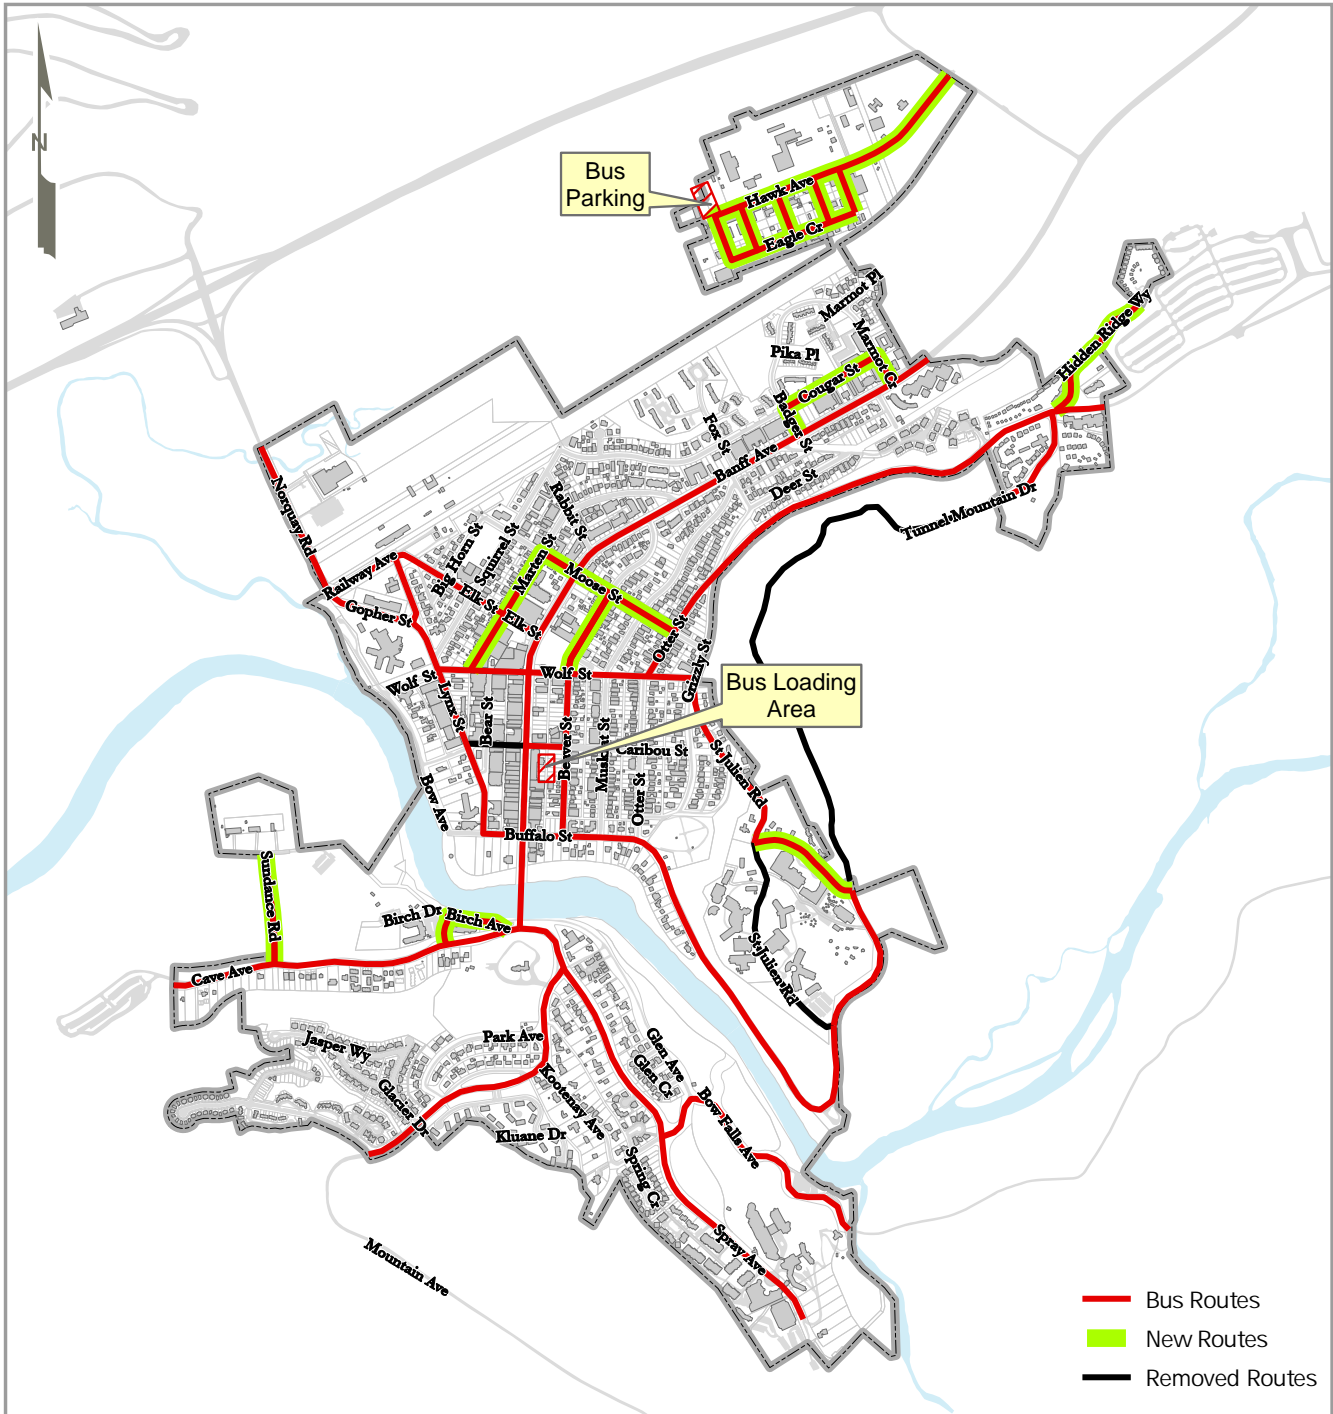 N
Bus
Parking
Hawk Ave
Eagle Cr
Marmot Pl
Hidden Ridge Wy
Pika Pl
Marmot Cr
Cougar St
Badger St
Fox St
Banff Ave
Deer St
Tunnel Mountain Dr
Norquay Rd
Rabbit St
Big Horn St
Squirrel St
Marten St
Railway Ave
Moose St
Elk St
Elk St
Gopher St
Otter St
Grizzly St
Wolf St
Wolf St
Bus Loading
Area
Lynx St
Bear St
Beaver St
Muskrat St
Caribou St
St Julien Rd
Bow Ave
Otter St
Buffalo St
Sundance Rd
Birch Dr
Birch Ave
St Julien Rd
Cave Ave
Jasper Wy
Park Ave
Glen Ave
Glen Cr
Glacier Dr
Kootenay Ave
Bow Falls Ave
Kluane Dr
Spring Cr
Spray Ave
Mountain Ave
Bus Routes
New Routes
Removed Routes